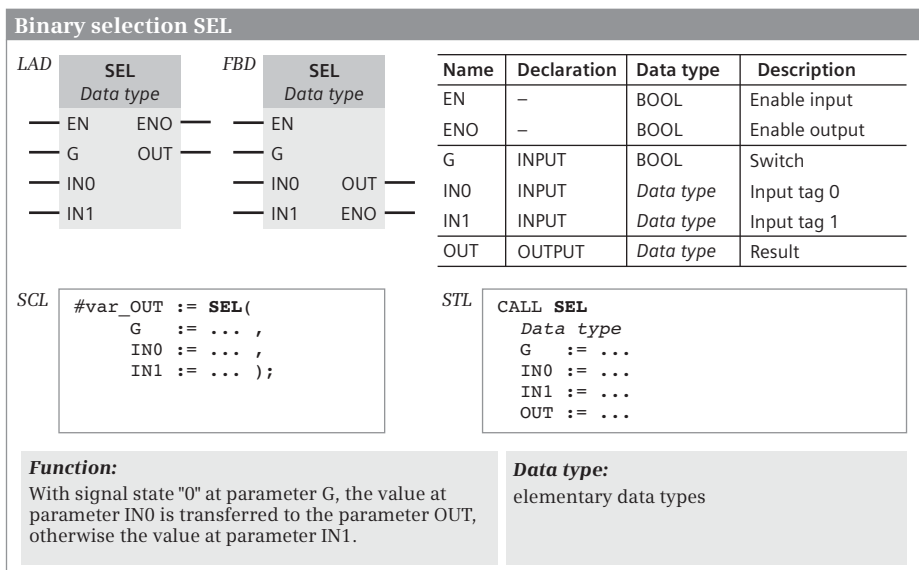 Binary selection SEL
LAD
SEL
Data type
EN ENO
G OUT
IN0
IN1
FBD
SEL
Data type
EN
G
IN0 OUT
IN1 ENO
Name Declaration Data type Description
EN – BOOL Enable input
ENO – BOOL Enable output
G INPUT BOOL Switch
IN0 INPUT Data type Input tag 0
IN1 INPUT Data type Input tag 1
OUT OUTPUT Data type Result
SCL
#var_OUT := SEL(
G := ... ,
IN0 := ... ,
IN1 := ... );
STL
CALL SEL
Data type
G := ...
IN0 := ...
IN1 := ...
OUT := ...
Function:
With signal state "0" at parameter G, the value at
parameter IN0 is transferred to the parameter OUT,
otherwise the value at parameter IN1.
Data type:
elementary data types